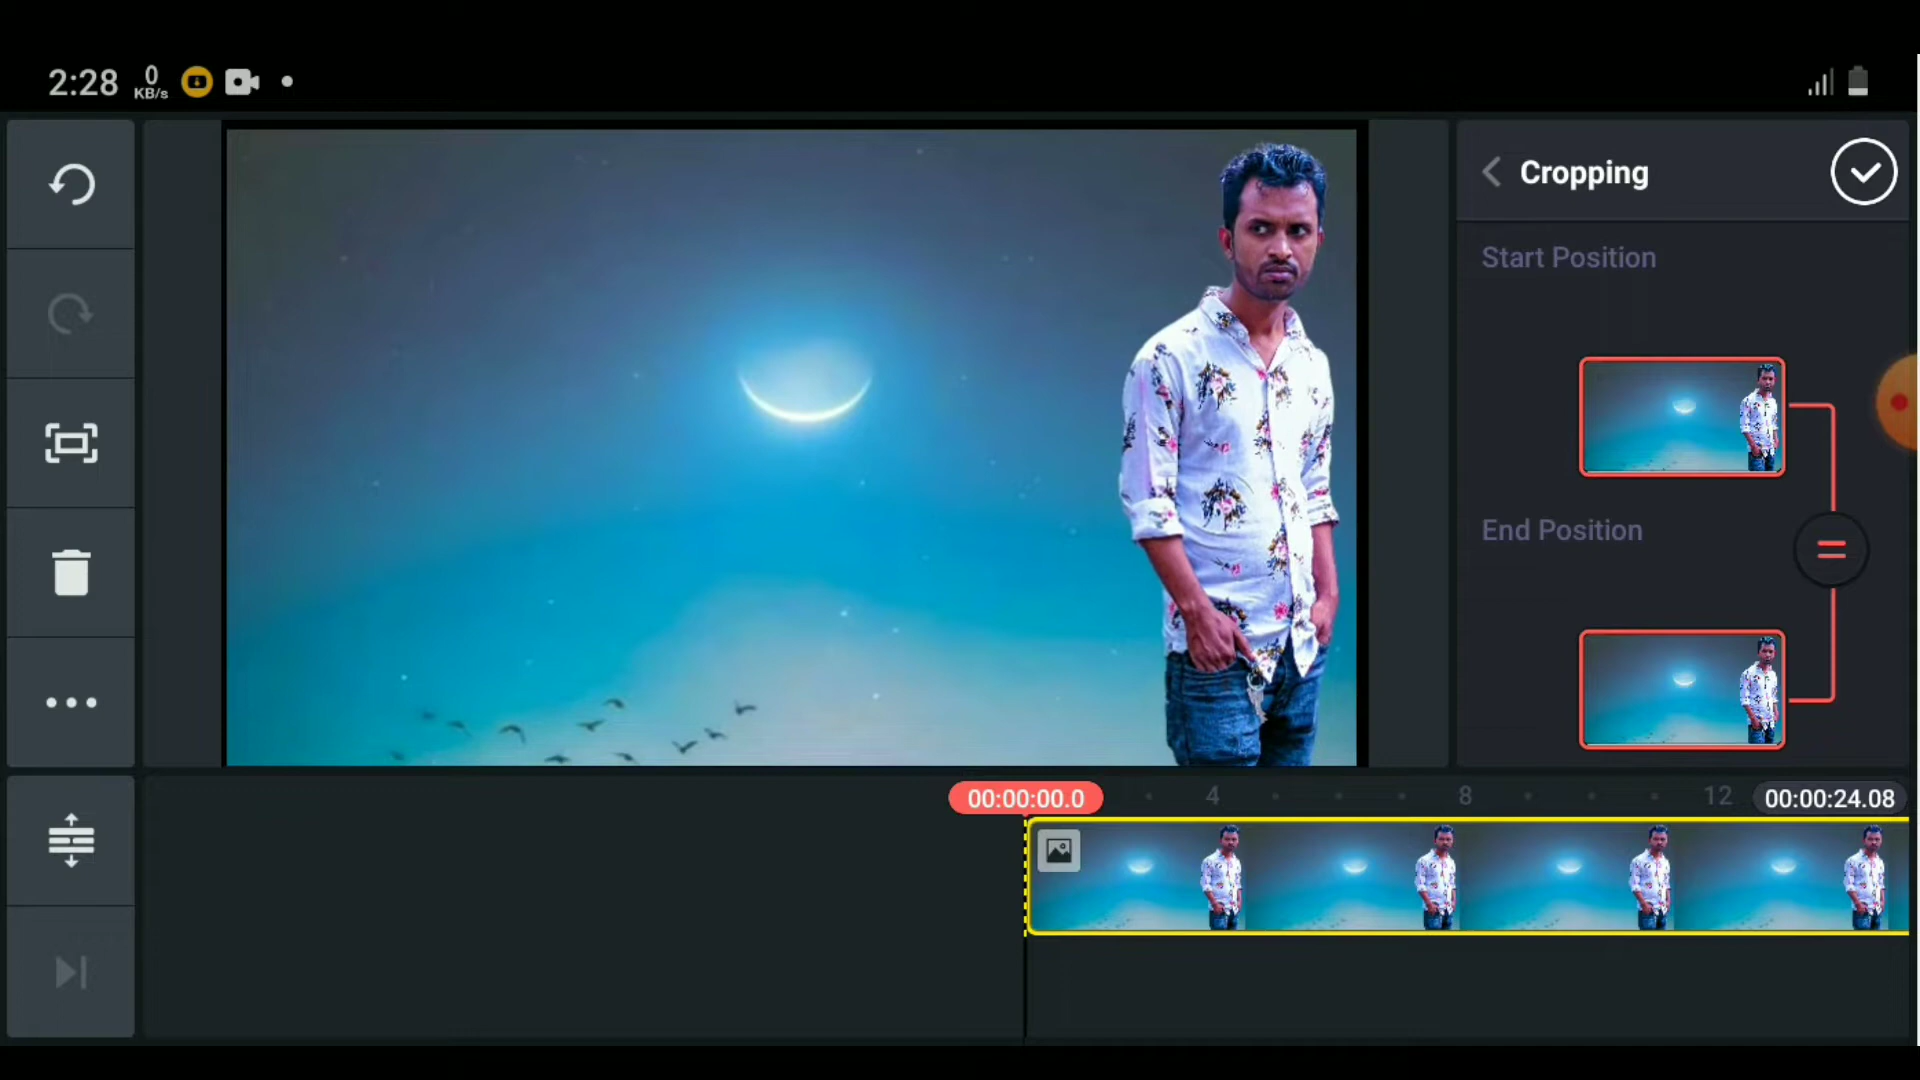 2:28
0
KB/s
Cropping
Start Position
End Position
00:00:00.0
4
8
12
00:00:24.08